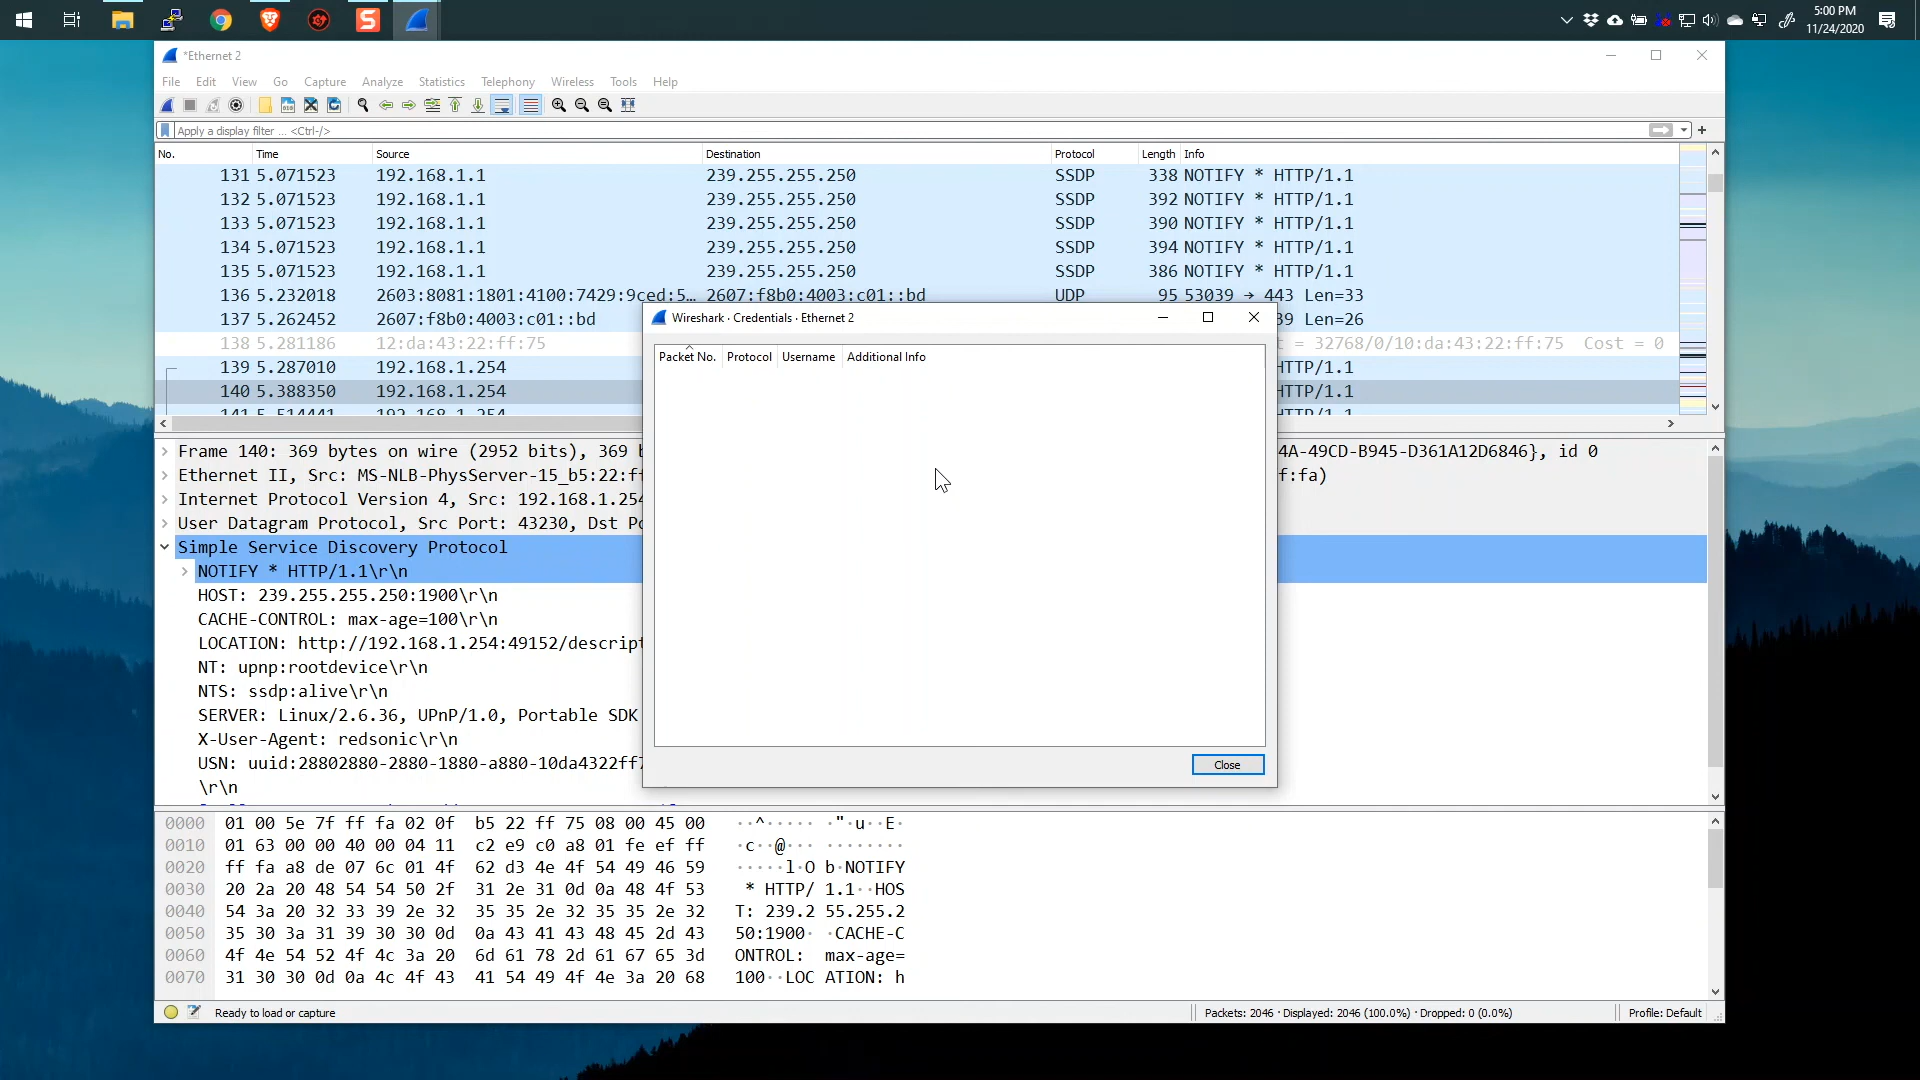 5:00 PM
11/24/2020
*Ethernet 2
File Edit View Go Capture Analyze Statistics Telephony Wireless Tools Help
Apply a display filter ... <Ctrl-/>
No. Time Source Destination Protocol Length Info
131 5.071523 192.168.1.1 239.255.255.250 SSDP 338 NOTIFY * HTTP/1.1
132 5.071523 192.168.1.1 239.255.255.250 SSDP 392 NOTIFY * HTTP/1.1
133 5.071523 192.168.1.1 239.255.255.250 SSDP 390 NOTIFY * HTTP/1.1
134 5.071523 192.168.1.1 239.255.255.250 SSDP 394 NOTIFY * HTTP/1.1
135 5.071523 192.168.1.1 239.255.255.250 SSDP 386 NOTIFY * HTTP/1.1
136 5.232018 2603:8081:1801:4100:7429:9ced:5... 2607:f8b0:4003:c01::bd UDP 95 53039 → 443 Len=33
137 5.262452 2607:f8b0:4003:c01::bd 39 Len=26
138 5.281186 12:da:43:22:ff:75 t = 32768/0/10:da:43:22:ff:75 Cost = 0
139 5.287010 192.168.1.254 HTTP/1.1
140 5.388350 192.168.1.254 HTTP/1.1
141 5.514441 192.168.1.254 HTTP/1.1
Wireshark · Credentials · Ethernet 2
Packet No. Protocol Username Additional Info
Close
Frame 140: 369 bytes on wire (2952 bits), 369 b 4A-49CD-B945-D361A12D6846}, id 0
Ethernet II, Src: MS-NLB-PhysServer-15_b5:22:ff f:fa)
Internet Protocol Version 4, Src: 192.168.1.254
User Datagram Protocol, Src Port: 43230, Dst Po
Simple Service Discovery Protocol
NOTIFY * HTTP/1.1\r\n
HOST: 239.255.255.250:1900\r\n
CACHE-CONTROL: max-age=100\r\n
LOCATION: http://192.168.1.254:49152/descript
NT: upnp:rootdevice\r\n
NTS: ssdp:alive\r\n
SERVER: Linux/2.6.36, UPnP/1.0, Portable SDK
X-User-Agent: redsonic\r\n
USN: uuid:28802880-2880-1880-a880-10da4322ff7
\r\n
0000 01 00 5e 7f ff fa 02 0f b5 22 ff 75 08 00 45 00 ··^····· ·"·u··E·
0010 01 63 00 00 40 00 04 11 c2 e9 c0 a8 01 fe ef ff ·c··@··· ········
0020 ff fa a8 de 07 6c 01 4f 62 d3 4e 4f 54 49 46 59 ·····l·O b·NOTIFY
0030 20 2a 20 48 54 54 50 2f 31 2e 31 0d 0a 48 4f 53 * HTTP/ 1.1··HOS
0040 54 3a 20 32 33 39 2e 32 35 35 2e 32 35 35 2e 32 T: 239.2 55.255.2
0050 35 30 3a 31 39 30 30 0d 0a 43 41 43 48 45 2d 43 50:1900· ·CACHE-C
0060 4f 4e 54 52 4f 4c 3a 20 6d 61 78 2d 61 67 65 3d ONTROL: max-age=
0070 31 30 30 0d 0a 4c 4f 43 41 54 49 4f 4e 3a 20 68 100··LOC ATION: h
Ready to load or capture Packets: 2046 · Displayed: 2046 (100.0%) · Dropped: 0 (0.0%) Profile: Default